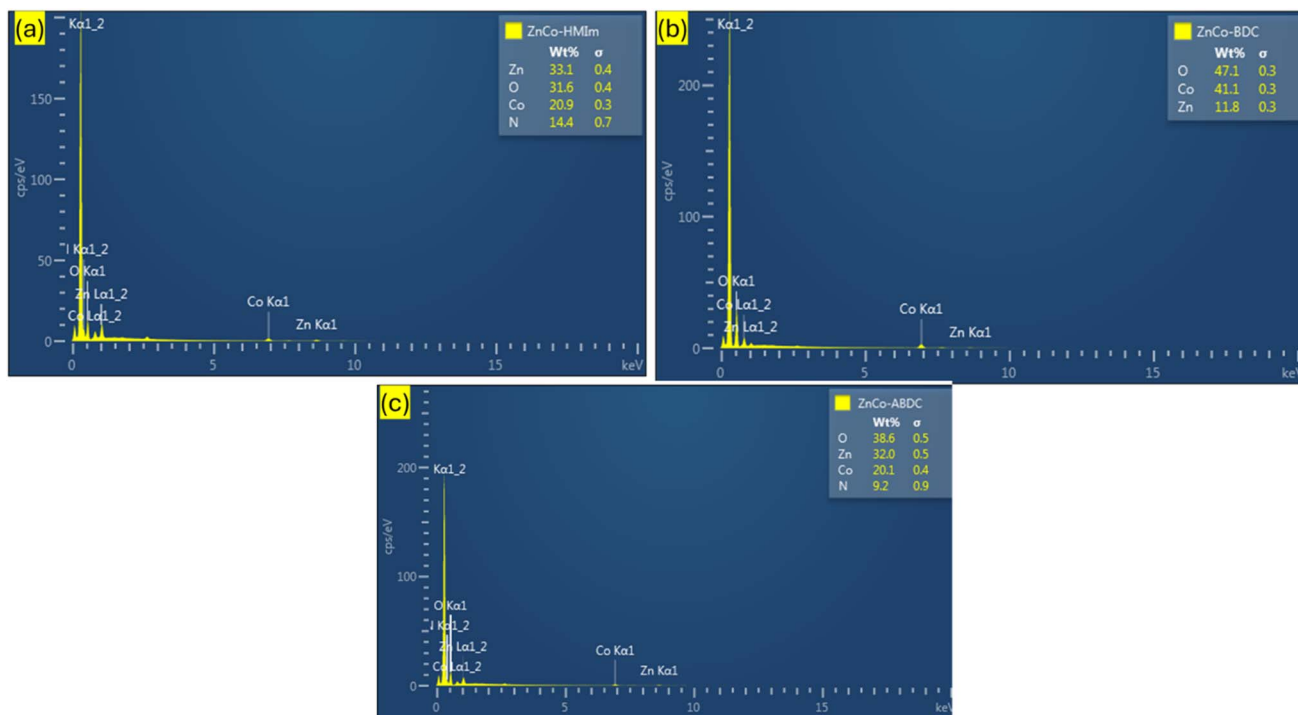 (a)
Kα1_2
ZnCo-HMIm
Wt% σ
Zn 33.1 0.4
O 31.6 0.4
Co 20.9 0.3
N 14.4 0.7
150
100
50
0
cps/eV
I Kα1_2
O Kα1
Zn Lα1_2
Co Lα1_2
Co Kα1
Zn Kα1
0 5 10 15 keV
(b)
Kα1_2
ZnCo-BDC
Wt% σ
O 47.1 0.3
Co 41.1 0.3
Zn 11.8 0.3
200
100
0
cps/eV
O Kα1
Co Lα1_2
Zn Lα1_2
Co Kα1
Zn Kα1
0 5 10 15 keV
(c)
Kα1_2
ZnCo-ABDC
Wt% σ
O 38.6 0.5
Zn 32.0 0.5
Co 20.1 0.4
N 9.2 0.9
200
100
0
cps/eV
O Kα1
Kα1_2
Zn Lα1_2
Co Lα1_2
Co Kα1
Zn Kα1
0 5 10 15 keV